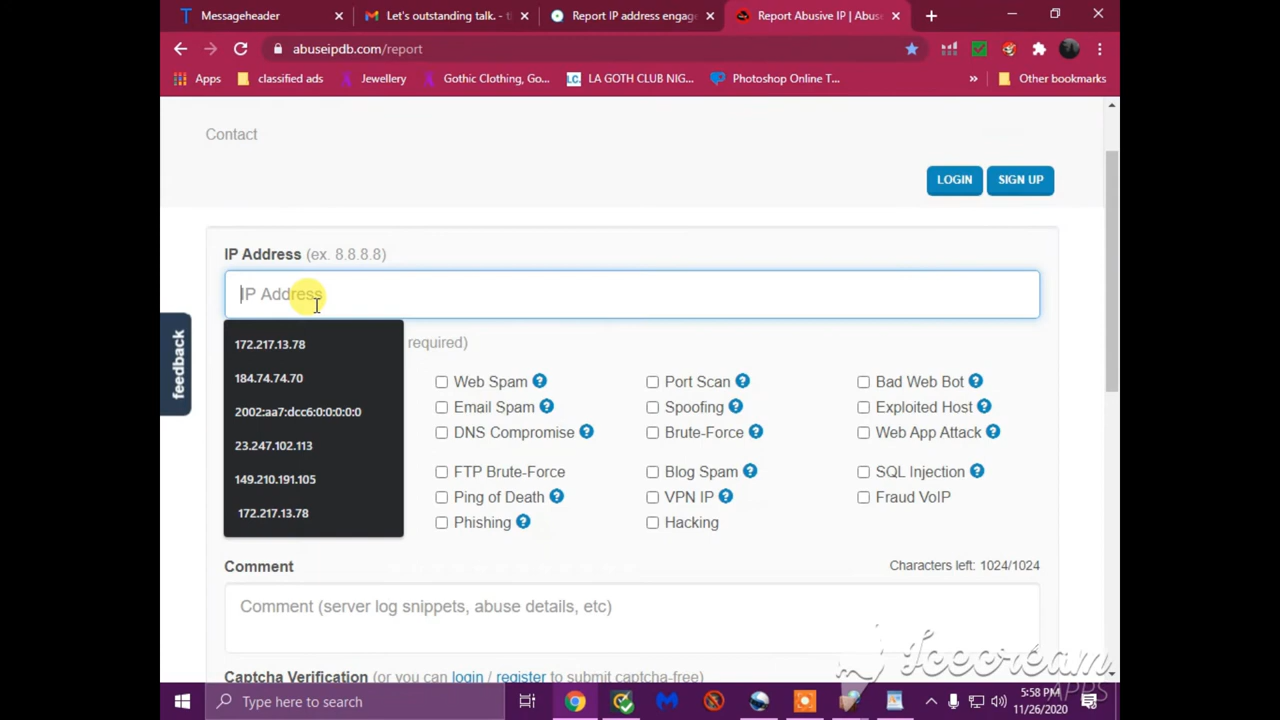 Messageheader
Let's outstanding talk. - t
Report IP address engage
Report Abusive IP | Abus
abuseipdb.com/report
Apps
classified ads
Jewellery
Gothic Clothing, Go...
LC
LA GOTH CLUB NIG...
Photoshop Online T...
»
Other bookmarks
Contact
LOGIN
SIGN UP
IP Address (ex. 8.8.8.8)
IP Address
172.217.13.78
184.74.74.70
2002:aa7:dcc6:0:0:0:0:0
23.247.102.113
149.210.191.105
172.217.13.78
required)
Web Spam ?
Port Scan ?
Bad Web Bot ?
Email Spam ?
Spoofing ?
Exploited Host ?
DNS Compromise ?
Brute-Force ?
Web App Attack ?
FTP Brute-Force
Blog Spam ?
SQL Injection ?
Ping of Death ?
VPN IP ?
Fraud VoIP
Phishing ?
Hacking
feedback
Comment
Characters left: 1024/1024
Comment (server log snippets, abuse details, etc)
Captcha Verification (or you can login / register to submit captcha-free)
Icecream
APPS
Type here to search
5:58 PM
11/26/2020